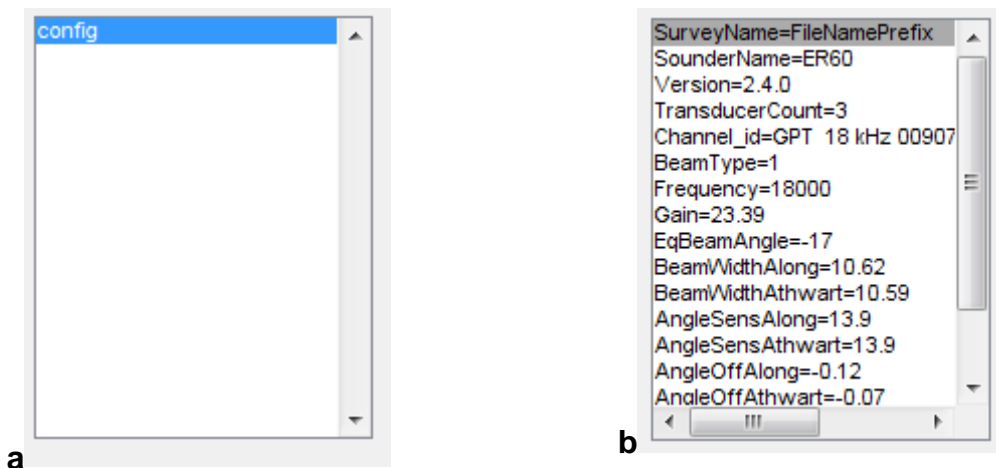 config
a
SurveyName=FileNamePrefix
SounderName=ER60
Version=2.4.0
TransducerCount=3
Channel_id=GPT 18 kHz 00907
BeamType=1
Frequency=18000
Gain=23.39
EqBeamAngle=-17
BeamWidthAlong=10.62
BeamWidthAthwart=10.59
AngleSensAlong=13.9
AngleSensAthwart=13.9
AngleOffAlong=-0.12
AngleOffAthwart=-0.07
b